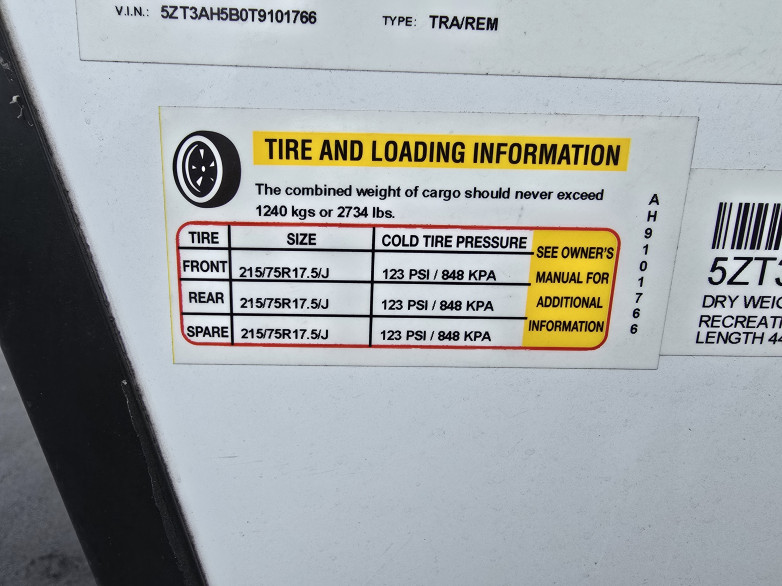 V.I.N.: 5ZT3AH5B0T9101766 TYPE: TRA/REM
TIRE AND LOADING INFORMATION
The combined weight of cargo should never exceed
1240 kgs or 2734 lbs.
TIRE SIZE COLD TIRE PRESSURE
FRONT 215/75R17.5/J 123 PSI / 848 KPA
REAR 215/75R17.5/J 123 PSI / 848 KPA
SPARE 215/75R17.5/J 123 PSI / 848 KPA
SEE OWNER'S
MANUAL FOR
ADDITIONAL
INFORMATION
AH9101766
5ZT3
DRY WEIG
RECREAT
LENGTH 44